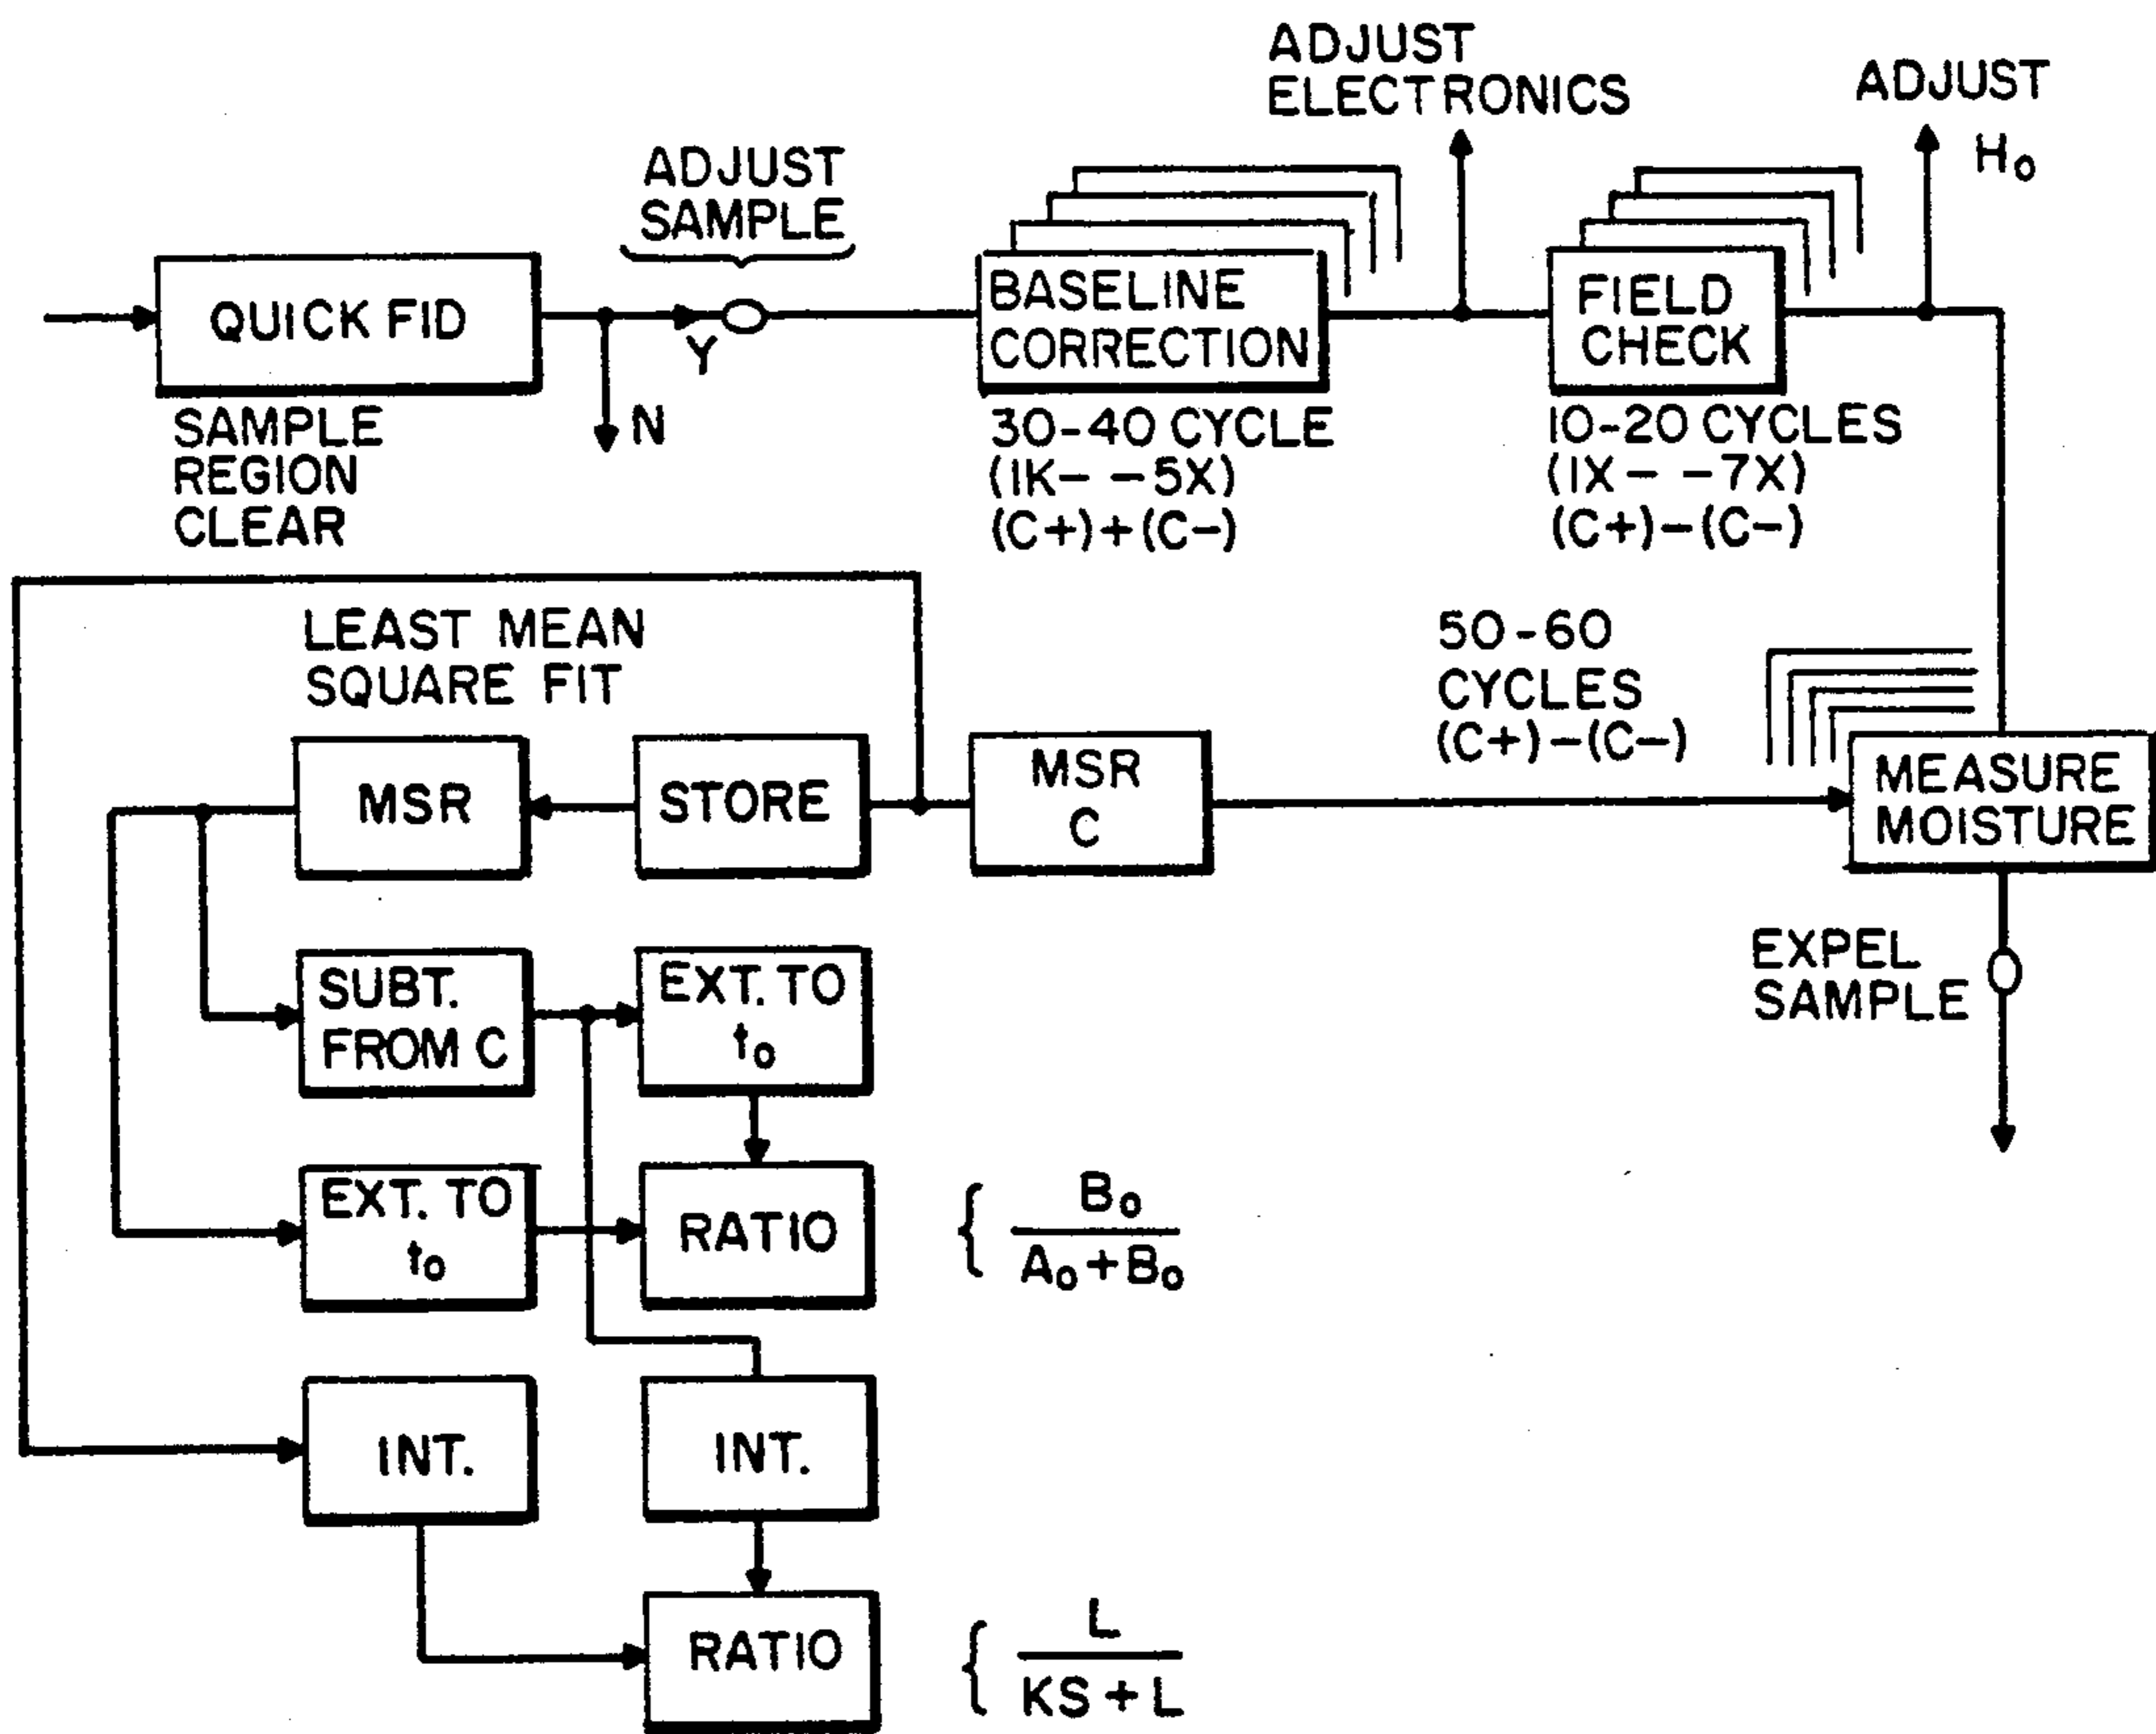 ADJUST
ELECTRONICS
ADJUST
H₀
ADJUST
SAMPLE
QUICK FID
Y
N
SAMPLE
REGION
CLEAR
BASELINE
CORRECTION
30-40 CYCLE
(1K- -5X)
(C+)+(C-)
FIELD
CHECK
10-20 CYCLES
(1X- -7X)
(C+)-(C-)
LEAST MEAN
SQUARE FIT
50-60
CYCLES
(C+)-(C-)
MSR
STORE
MSR
C
MEASURE
MOISTURE
EXPEL
SAMPLE
SUBT.
FROM C
EXT. TO
t₀
EXT. TO
t₀
RATIO
{ B₀
A₀+B₀
INT.
INT.
RATIO
{ L
KS+L